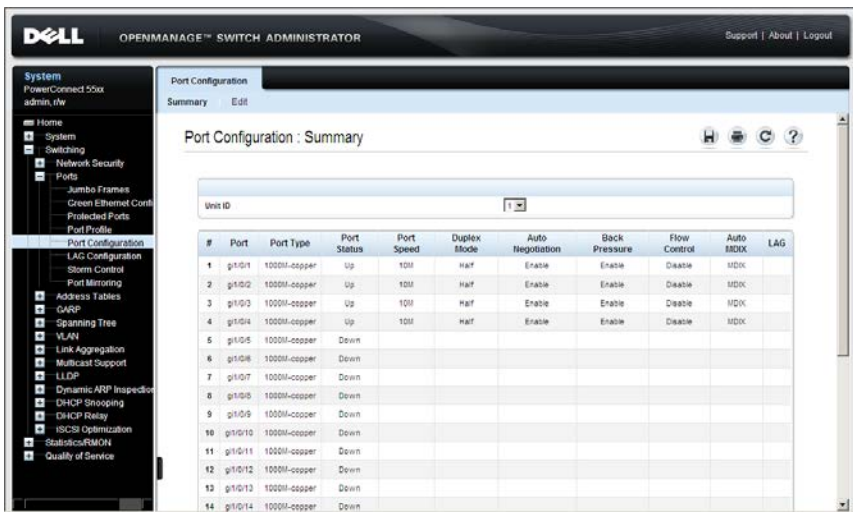 DELL OPENMANAGE™ SWITCH ADMINISTRATOR Support | About | Logout
System
PowerConnect 55xx
admin, r/w
Home
System
Switching
Network Security
Ports
Jumbo Frames
Green Ethernet Confi
Protected Ports
Port Profile
Port Configuration
LAG Configuration
Storm Control
Port Mirroring
Address Tables
GARP
Spanning Tree
VLAN
Link Aggregation
Multicast Support
LLDP
Dynamic ARP Inspection
DHCP Snooping
DHCP Relay
iSCSI Optimization
Statistics/RMON
Quality of Service
Port Configuration
Summary Edit
Port Configuration : Summary
Unit ID 1
# Port Port Type Port Status Port Speed Duplex Mode Auto Negotiation Back Pressure Flow Control Auto MDIX LAG
1 gi1/0/1 1000M-copper Up 10M Half Enable Enable Disable MDIX
2 gi1/0/2 1000M-copper Up 10M Half Enable Enable Disable MDIX
3 gi1/0/3 1000M-copper Up 10M Half Enable Enable Disable MDIX
4 gi1/0/4 1000M-copper Up 10M Half Enable Enable Disable MDIX
5 gi1/0/5 1000M-copper Down
6 gi1/0/6 1000M-copper Down
7 gi1/0/7 1000M-copper Down
8 gi1/0/8 1000M-copper Down
9 gi1/0/9 1000M-copper Down
10 gi1/0/10 1000M-copper Down
11 gi1/0/11 1000M-copper Down
12 gi1/0/12 1000M-copper Down
13 gi1/0/13 1000M-copper Down
14 gi1/0/14 1000M-copper Down